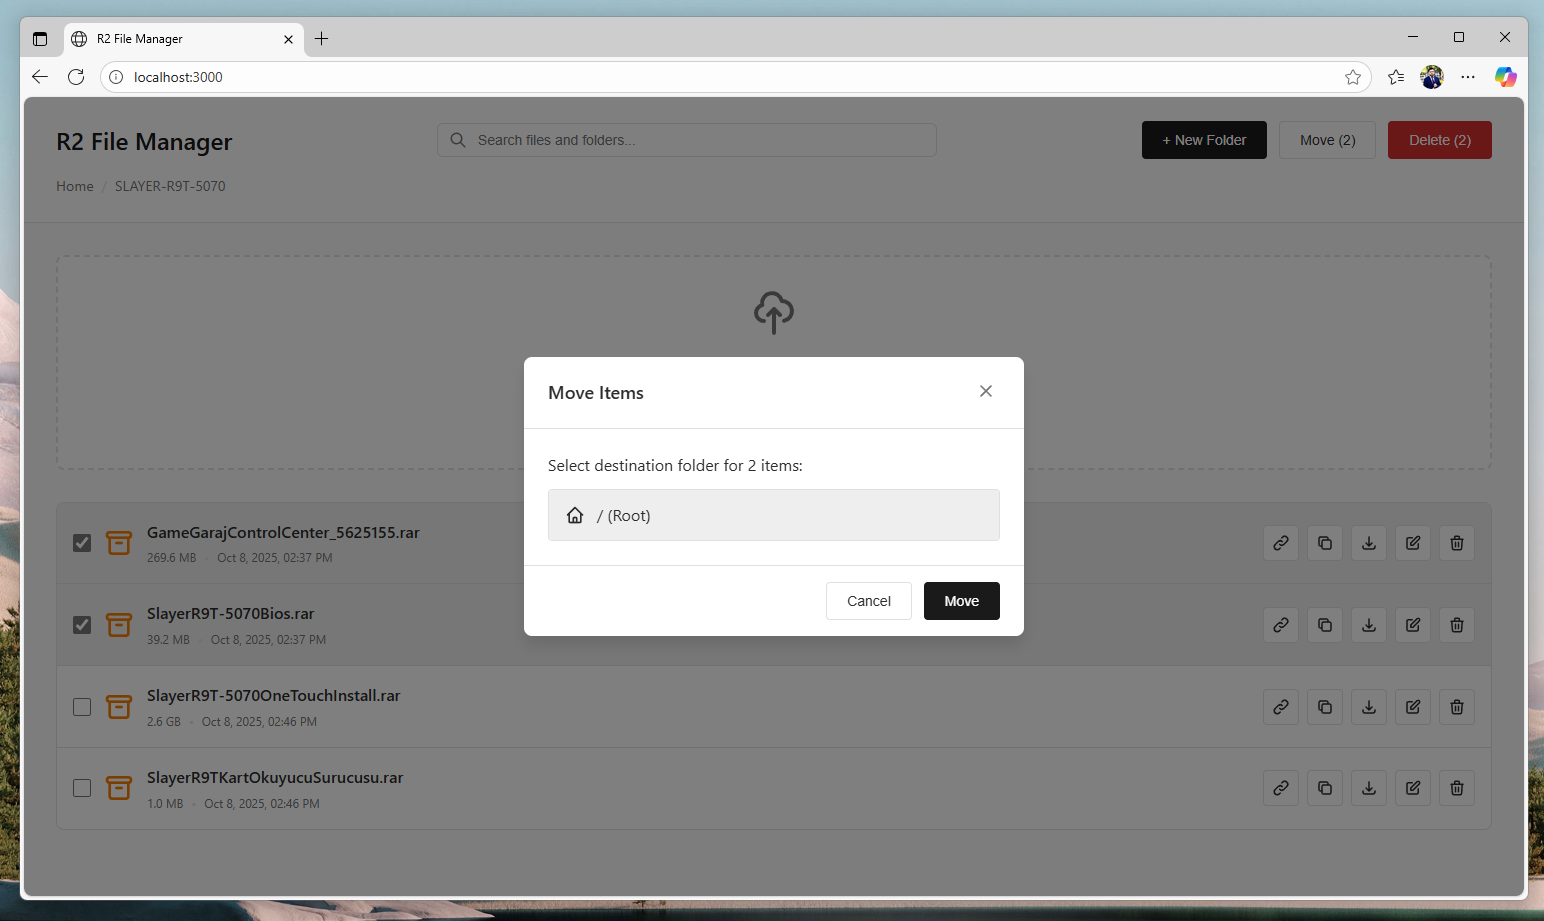 R2 File Manager
localhost:3000
R2 File Manager
Search files and folders...
+ New Folder
Move (2)
Delete (2)
Home / SLAYER-R9T-5070
Move Items
Select destination folder for 2 items:
/ (Root)
Cancel
Move
GameGarajControlCenter_5625155.rar
269.6 MB · Oct 8, 2025, 02:37 PM
SlayerR9T-5070Bios.rar
39.2 MB · Oct 8, 2025, 02:37 PM
SlayerR9T-5070OneTouchInstall.rar
2.6 GB · Oct 8, 2025, 02:46 PM
SlayerR9TKartOkuyucuSurucusu.rar
1.0 MB · Oct 8, 2025, 02:46 PM